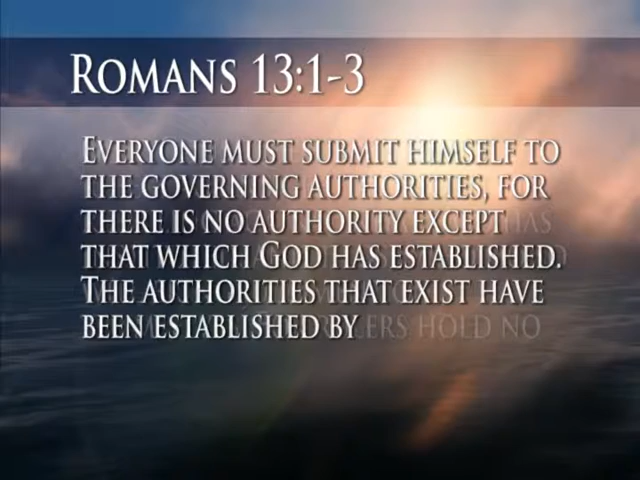 ROMANS 13:1-3
EVERYONE MUST SUBMIT HIMSELF TO
THE GOVERNING AUTHORITIES, FOR
THERE IS NO AUTHORITY EXCEPT
THAT WHICH GOD HAS ESTABLISHED.
THE AUTHORITIES THAT EXIST HAVE
BEEN ESTABLISHED BY